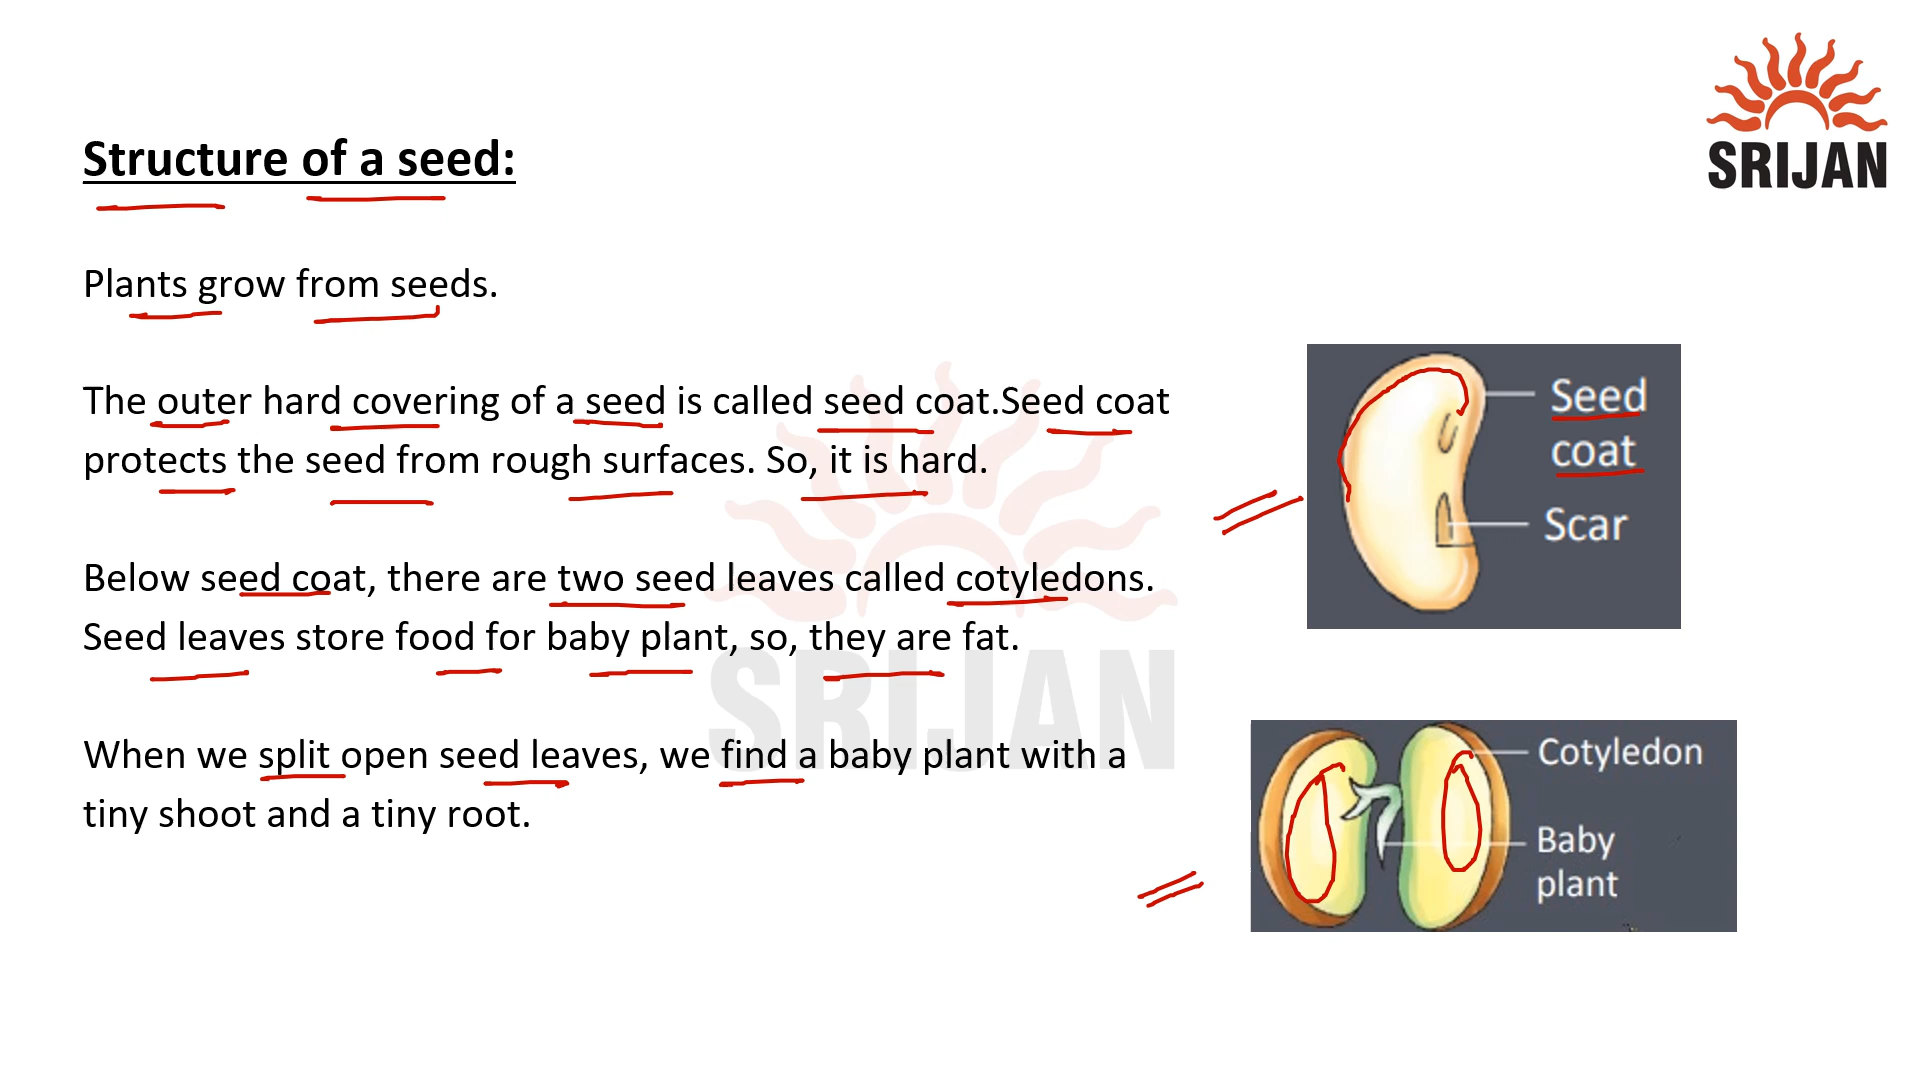 SRIJAN
Structure of a seed:
Plants grow from seeds.
The outer hard covering of a seed is called seed coat.Seed coat
protects the seed from rough surfaces. So, it is hard.
Below seed coat, there are two seed leaves called cotyledons.
Seed leaves store food for baby plant, so, they are fat.
When we split open seed leaves, we find a baby plant with a
tiny shoot and a tiny root.
Seed
coat
Scar
Cotyledon
Baby
plant
SRIJAN